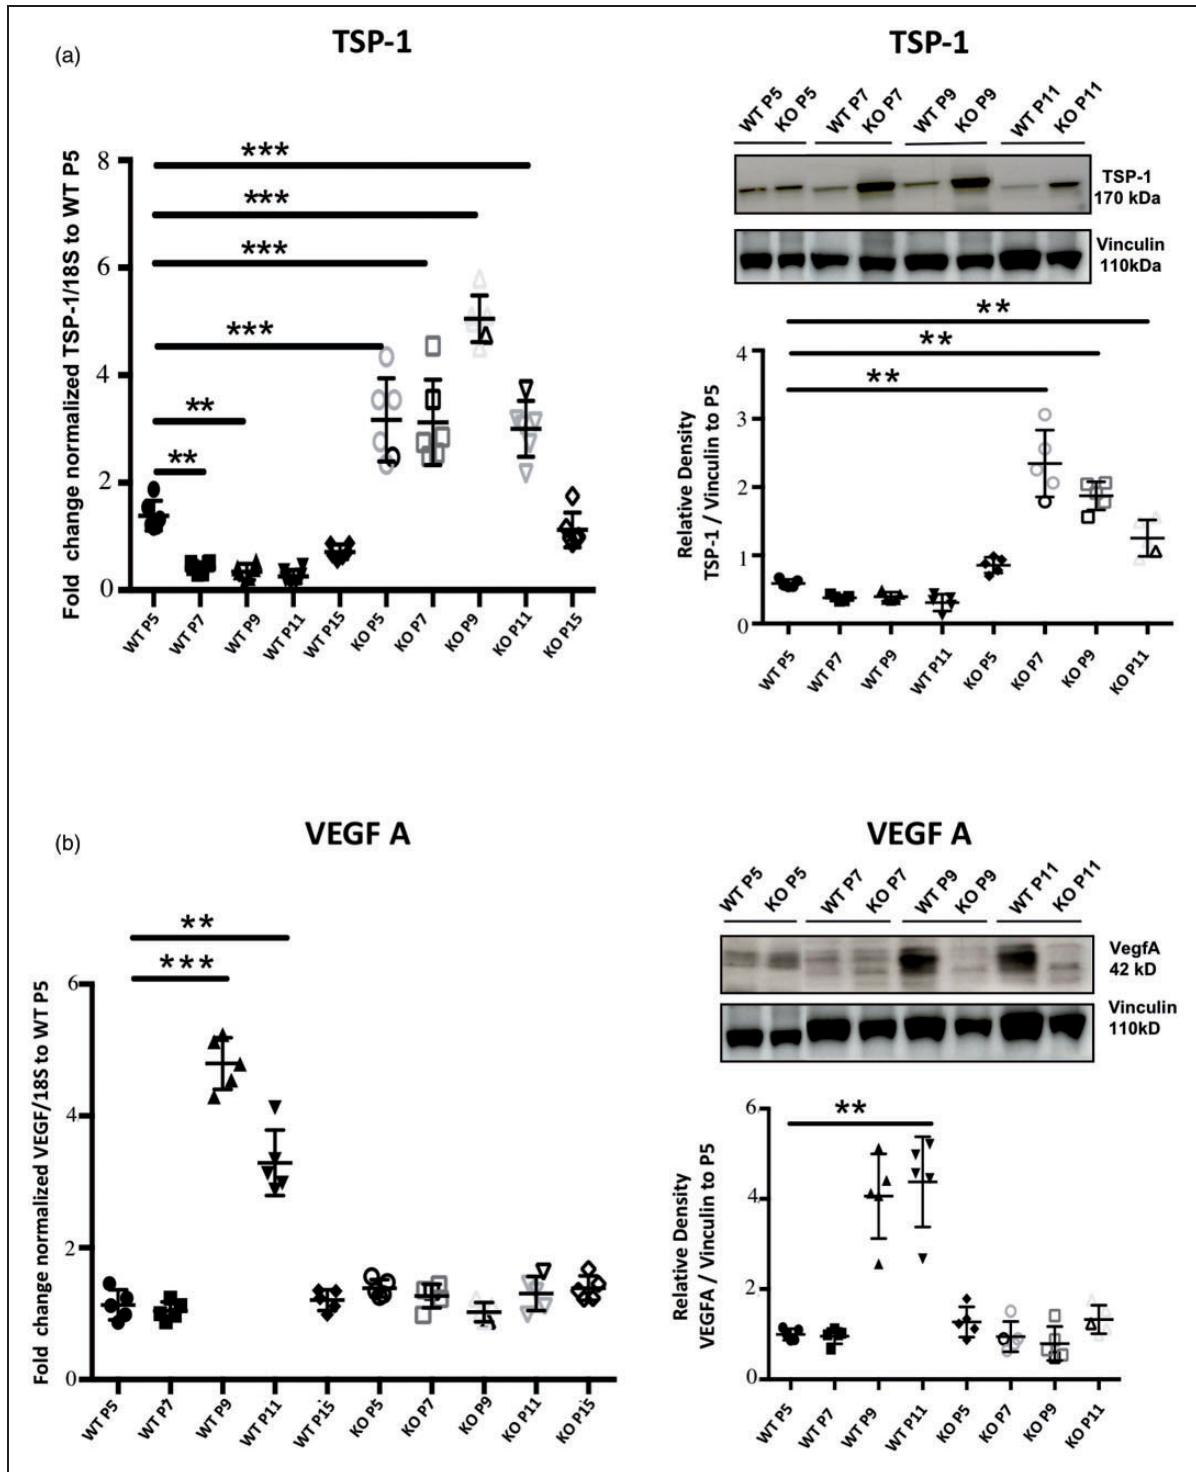 (a)
TSP-1
Fold change normalized TSP-1/18S to WT P5
8
6
4
2
0
***
***
***
***
**
**
WT P5
WT P7
WT P9
WT P11
WT P15
KO P5
KO P7
KO P9
KO P11
KO P15
TSP-1
WT P5
KO P5
WT P7
KO P7
WT P9
KO P9
WT P11
KO P11
TSP-1
170 kDa
Vinculin
110kDa
Relative Density
TSP-1 / Vinculin to P5
4
3
2
1
0
**
**
**
WT P5
WT P7
WT P9
WT P11
KO P5
KO P7
KO P9
KO P11
(b)
VEGF A
Fold change normalized VEGF/18S to WT P5
6
4
2
0
**
***
WT P5
WT P7
WT P9
WT P11
WT P15
KO P5
KO P7
KO P9
KO P11
KO P15
VEGF A
WT P5
KO P5
WT P7
KO P7
WT P9
KO P9
WT P11
KO P11
VegfA
42 kD
Vinculin
110kD
Relative Density
VEGFA / Vinculin to P5
6
4
2
0
**
WT P5
WT P7
WT P9
WT P11
KO P5
KO P7
KO P9
KO P11